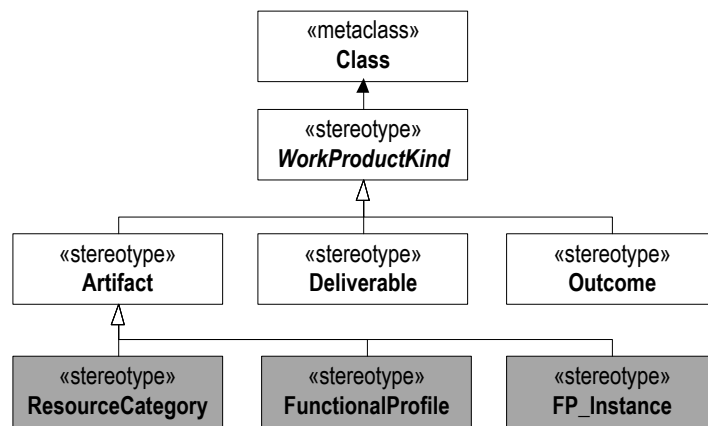 «metaclass»
Class
«stereotype»
WorkProductKind
«stereotype»
Artifact
«stereotype»
Deliverable
«stereotype»
Outcome
«stereotype»
ResourceCategory
«stereotype»
FunctionalProfile
«stereotype»
FP_Instance